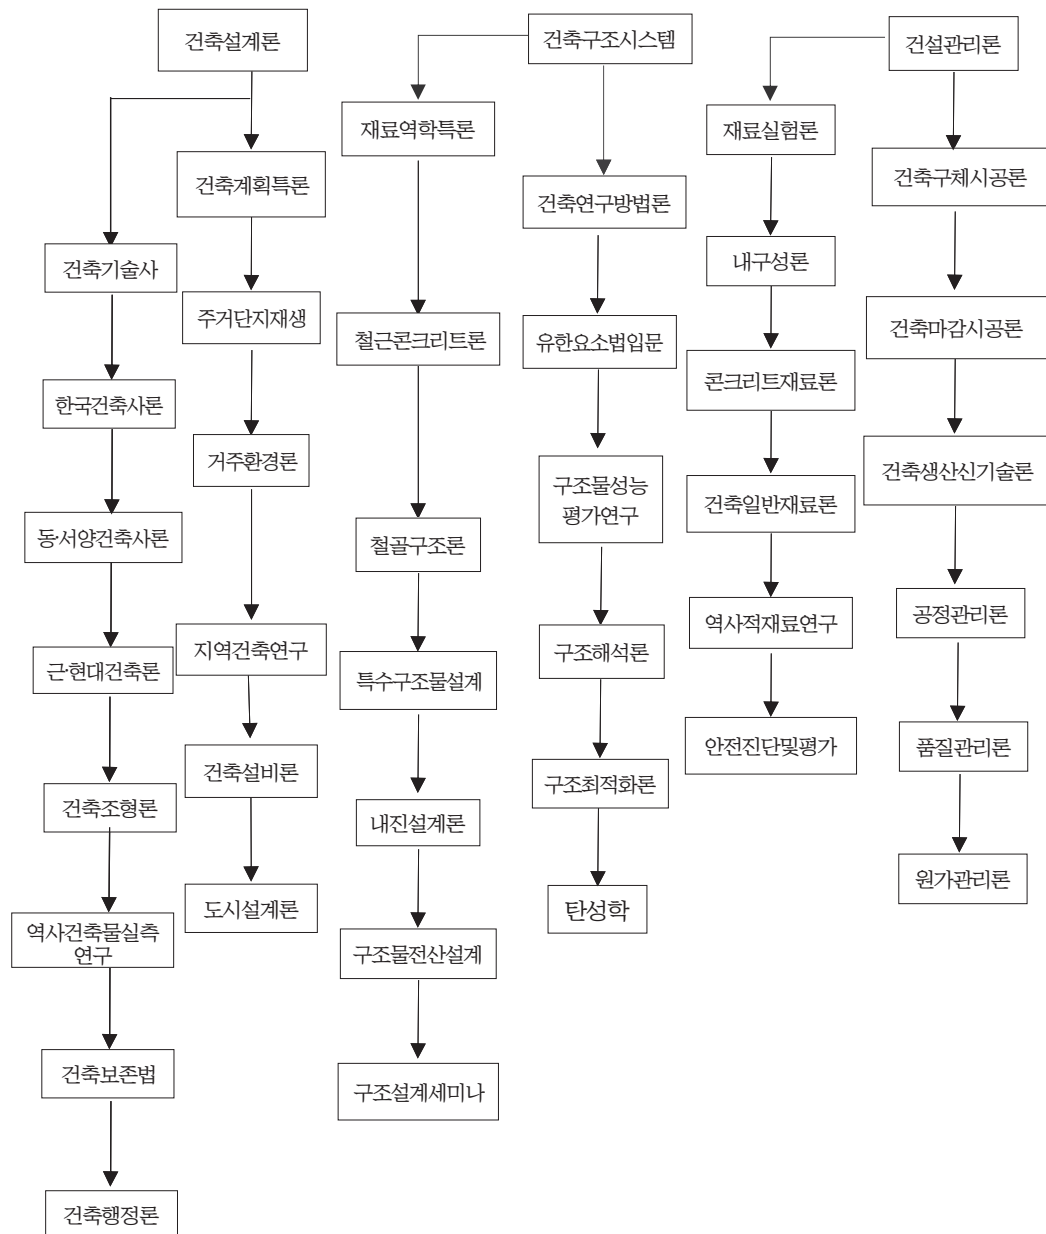 건축설계론
건축계획특론
건축기술사
주거단지재생
한국건축사론
거주환경론
동·서양건축사론
지역건축연구
근·현대건축론
건축설비론
건축조형론
도시설계론
역사건축물실측
연구
건축보존법
건축행정론
건축구조시스템
재료역학특론
건축연구방법론
철근콘크리트론
유한요소법입문
구조물성능
평가연구
철골구조론
구조해석론
특수구조물설계
구조최적화론
내진설계론
탄성학
구조물전산설계
구조설계세미나
건설관리론
재료실험론
건축구체시공론
내구성론
건축마감시공론
콘크리트재료론
건축생산신기술론
건축일반재료론
공정관리론
역사적재료연구
품질관리론
안전진단및평가
원가관리론